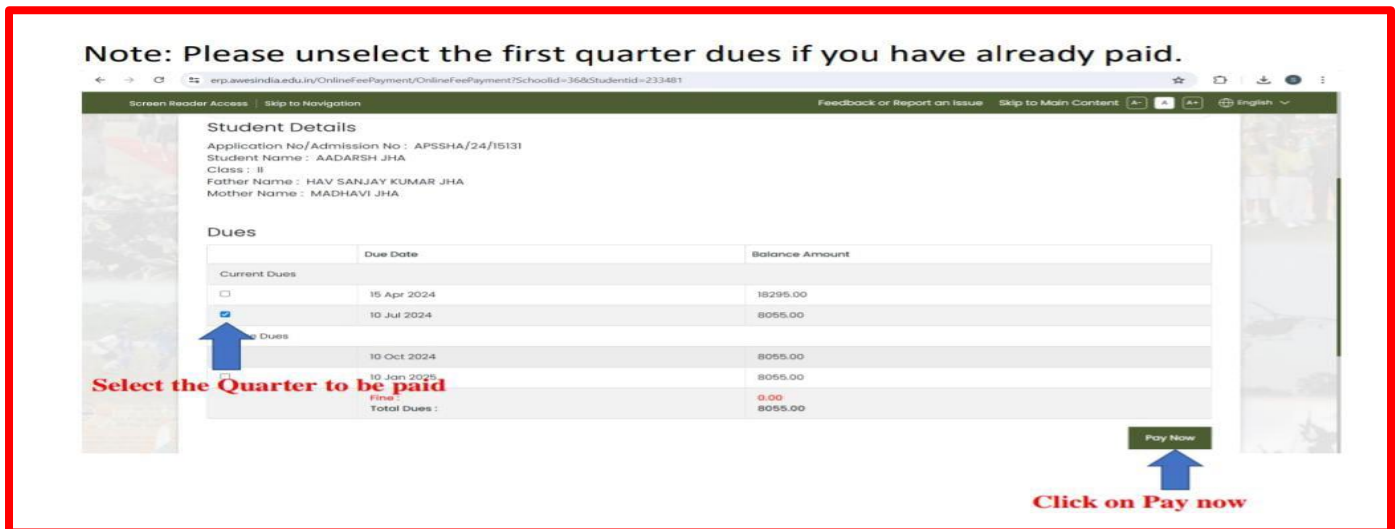 Note: Please unselect the first quarter dues if you have already paid.
erp.awesindia.edu.in/OnlineFeePayment/OnlineFeePayment?SchoolId=36&StudentId=233481
Screen Reader Access | Skip to Navigation Feedback or Report an Issue Skip to Main Content A- A A+ English
Student Details
Application No/Admission No : APSSHA/24/15131
Student Name : AADARSH JHA
Class : II
Father Name : HAV SANJAY KUMAR JHA
Mother Name : MADHAVI JHA
Dues
Due Date Balance Amount
Current Dues
15 Apr 2024 18295.00
10 Jul 2024 8055.00
Dues
10 Oct 2024 8055.00
10 Jan 2025 8055.00
Select the Quarter to be paid
Fine : 0.00
Total Dues : 8055.00
Pay Now
Click on Pay now